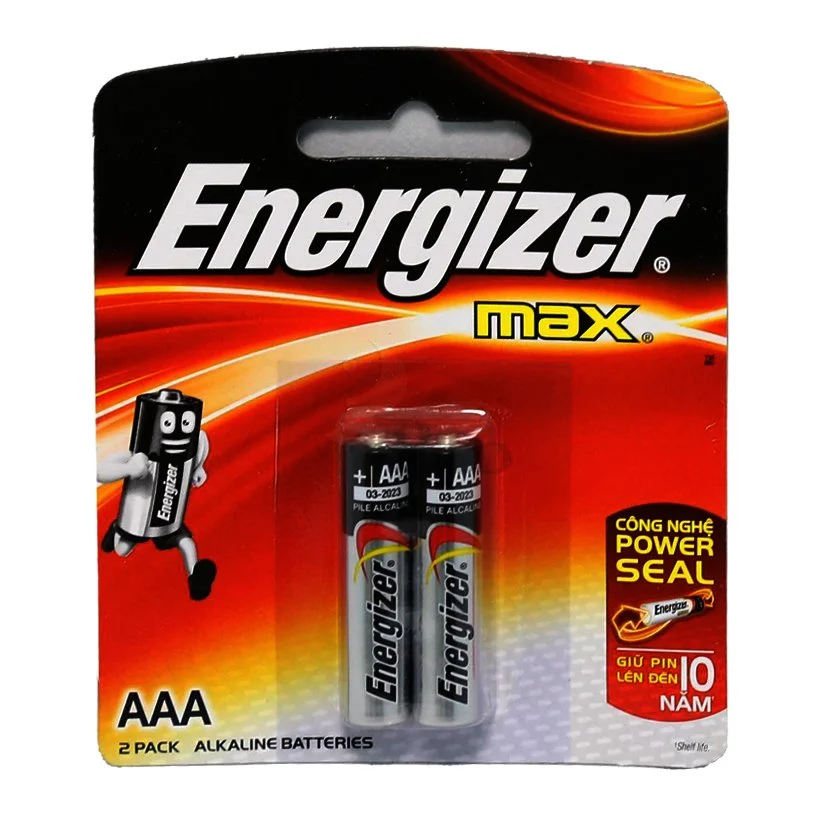 Energizer®
max®
Energizer
+ AAA
03-2023
PILE ALCALINE
Energizer®
+ AAA
03-2023
PILE ALCALI
Energizer®
CÔNG NGHỆ
POWER
SEAL
Energizer
GIỮ PIN
LÊN ĐẾN 10
NĂM¹
AAA
2 PACK ALKALINE BATTERIES
¹Shelf life.